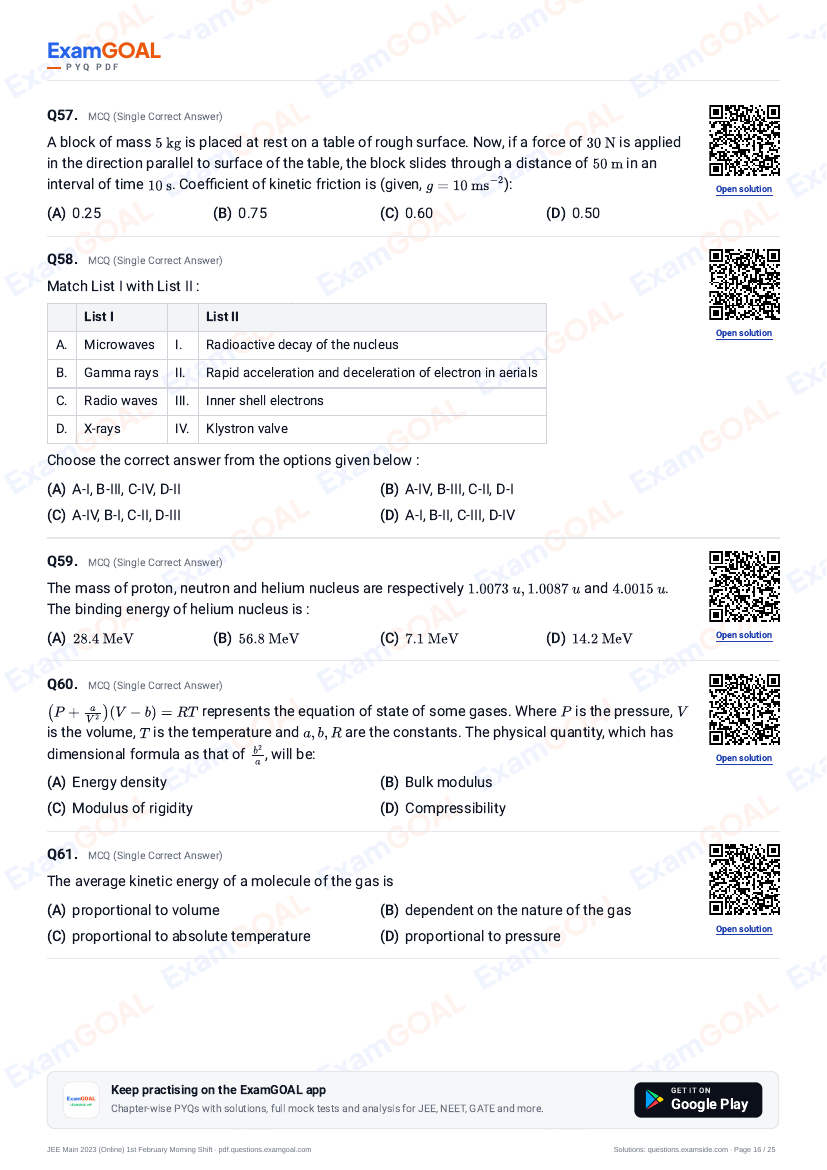 ExamGOAL
PYQ PDF
Q57. MCQ (Single Correct Answer)
A block of mass 5 kg is placed at rest on a table of rough surface. Now, if a force of 30 N is applied
in the direction parallel to surface of the table, the block slides through a distance of 50 m in an
interval of time 10 s. Coefficient of kinetic friction is (given, g = 10 ms⁻²):
(A) 0.25 (B) 0.75 (C) 0.60 (D) 0.50
Open solution
Q58. MCQ (Single Correct Answer)
Match List I with List II :
List I List II
A. Microwaves I. Radioactive decay of the nucleus
B. Gamma rays II. Rapid acceleration and deceleration of electron in aerials
C. Radio waves III. Inner shell electrons
D. X-rays IV. Klystron valve
Choose the correct answer from the options given below :
(A) A-I, B-III, C-IV, D-II (B) A-IV, B-III, C-II, D-I
(C) A-IV, B-I, C-II, D-III (D) A-I, B-II, C-III, D-IV
Open solution
Q59. MCQ (Single Correct Answer)
The mass of proton, neutron and helium nucleus are respectively 1.0073 u, 1.0087 u and 4.0015 u.
The binding energy of helium nucleus is :
(A) 28.4 MeV (B) 56.8 MeV (C) 7.1 MeV (D) 14.2 MeV
Open solution
Q60. MCQ (Single Correct Answer)
(P + a/V²)(V − b) = RT represents the equation of state of some gases. Where P is the pressure, V
is the volume, T is the temperature and a, b, R are the constants. The physical quantity, which has
dimensional formula as that of b²/a, will be:
(A) Energy density (B) Bulk modulus
(C) Modulus of rigidity (D) Compressibility
Open solution
Q61. MCQ (Single Correct Answer)
The average kinetic energy of a molecule of the gas is
(A) proportional to volume (B) dependent on the nature of the gas
(C) proportional to absolute temperature (D) proportional to pressure
Open solution
ExamGOAL
Keep practising on the ExamGOAL app
Chapter-wise PYQs with solutions, full mock tests and analysis for JEE, NEET, GATE and more.
GET IT ON
Google Play
JEE Main 2023 (Online) 1st February Morning Shift · pdf.questions.examgoal.com
Solutions: questions.examside.com · Page 16 / 25